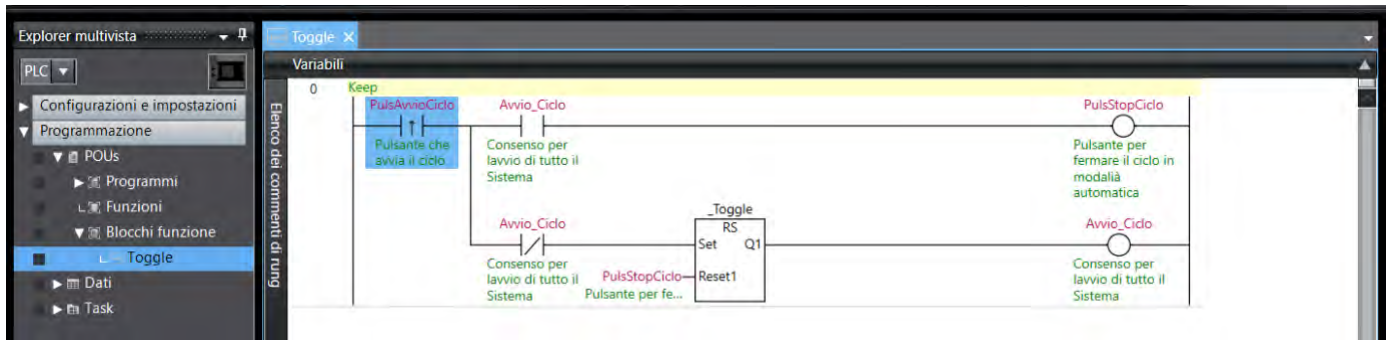 Explorer multivista
PLC
Configurazioni e impostazioni
Programmazione
POUs
Programmi
Funzioni
Blocchi funzione
Toggle
Dati
Task
Toggle
Variabili
Elenco dei commenti di rung
0
Keep
PulsAvvioCiclo
Pulsante che
avvia il ciclo
Avvio_Ciclo
Consenso per
lavvio di tutto il
Sistema
PulsStopCiclo
Pulsante per
fermare il ciclo in
modalià
automatica
Avvio_Ciclo
Consenso per
lavvio di tutto il
Sistema
_Toggle
RS
Set Q1
PulsStopCiclo Reset1
Pulsante per fe...
Avvio_Ciclo
Consenso per
lavvio di tutto il
Sistema